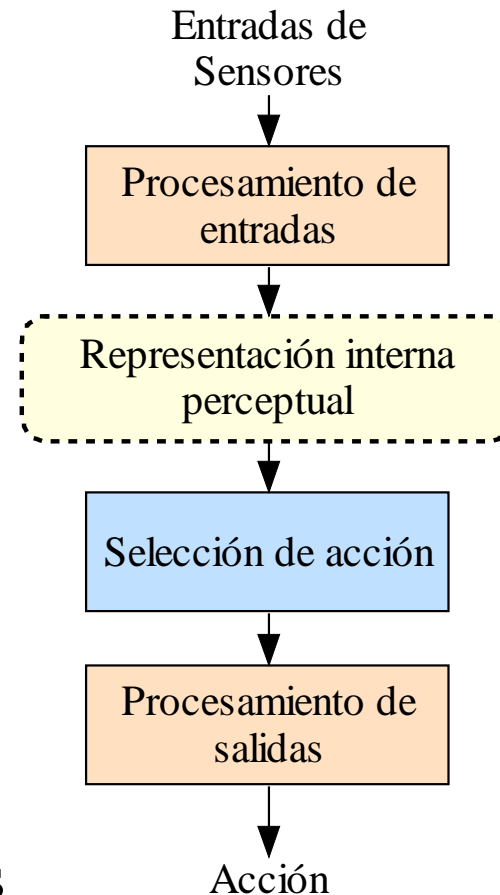 Entradas de
Sensores
Procesamiento de
entradas
Representación interna
perceptual
Selección de acción
Procesamiento de
salidas
Acción